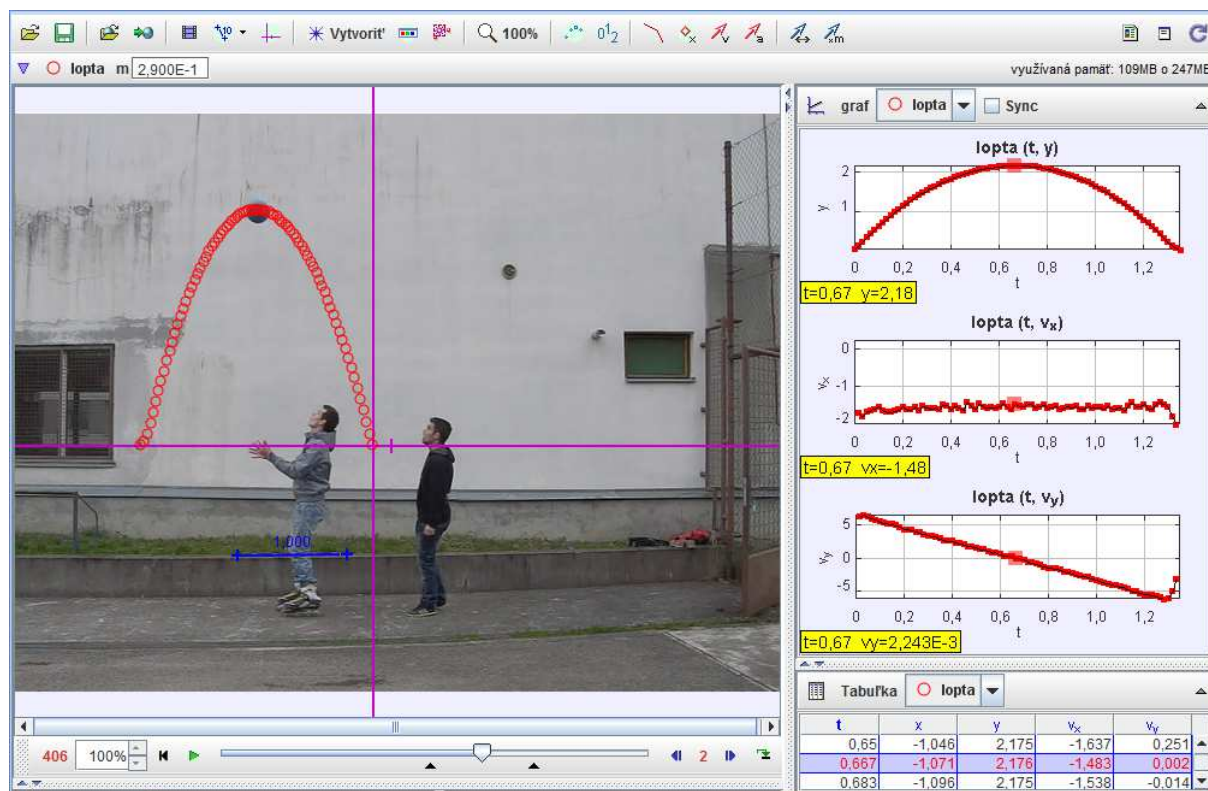 100%
Vytvoriť
lopta m 2,900E-1
využívaná pamäť: 109MB o 247MB
1,000
406 100% 2
graf lopta Sync
lopta (t, y)
2
1
y
0 0,2 0,4 0,6 0,8 1,0 1,2
t
t=0,67 y=2,18
lopta (t, vx)
0
-1
-2
vx
0 0,2 0,4 0,6 0,8 1,0 1,2
t
t=0,67 vx=-1,48
lopta (t, vy)
5
0
-5
vy
0 0,2 0,4 0,6 0,8 1,0 1,2
t
t=0,67 vy=2,243E-3
Tabuľka lopta
t x y vx vy
0,65 -1,046 2,175 -1,637 0,251
0,667 -1,071 2,176 -1,483 0,002
0,683 -1,096 2,175 -1,538 -0,014